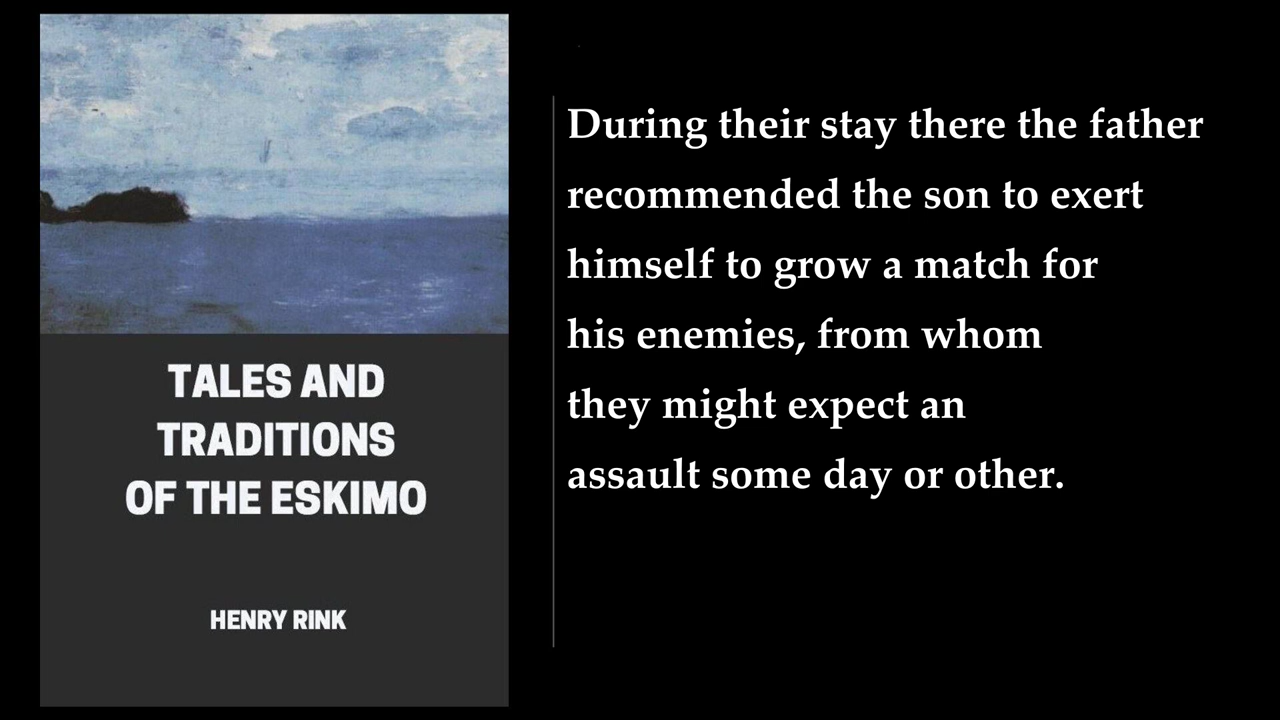 TALES AND
TRADITIONS
OF THE ESKIMO
HENRY RINK
During their stay there the father
recommended the son to exert
himself to grow a match for
his enemies, from whom
they might expect an
assault some day or other.